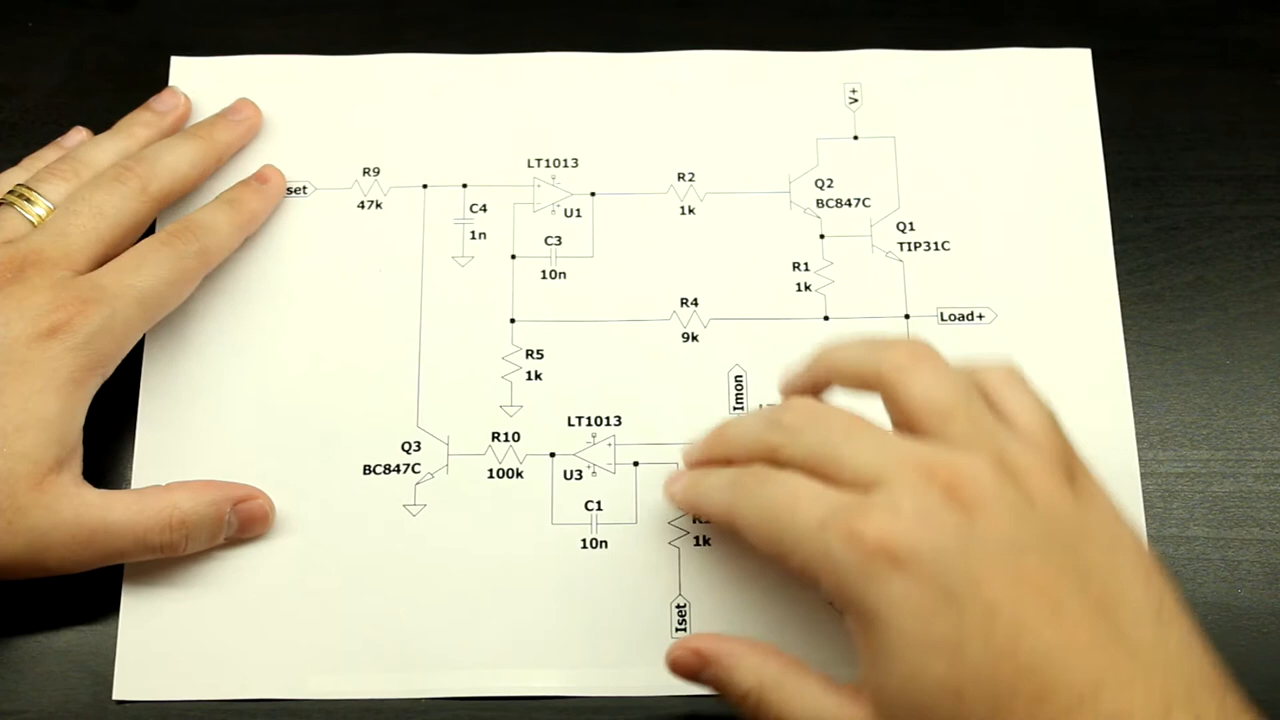 V+
LT1013
R9
set
47k
C4
1n
U1
R2
1k
Q2
BC847C
C3
10n
Q1
TIP31C
R1
1k
R4
9k
Load+
R5
1k
Imon
LT1013
Q3
BC847C
R10
100k
U3
C1
10n
1k
Iset